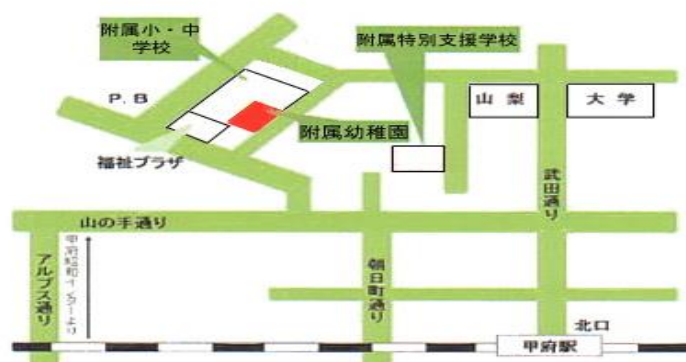 附属小・中
学校
附属特別支援学校
P.B
山梨
大学
附属幼稚園
福祉プラザ
武田通り
山の手通り
甲府昭和インターより
アルプス通り
朝日町通り
北口
甲府駅